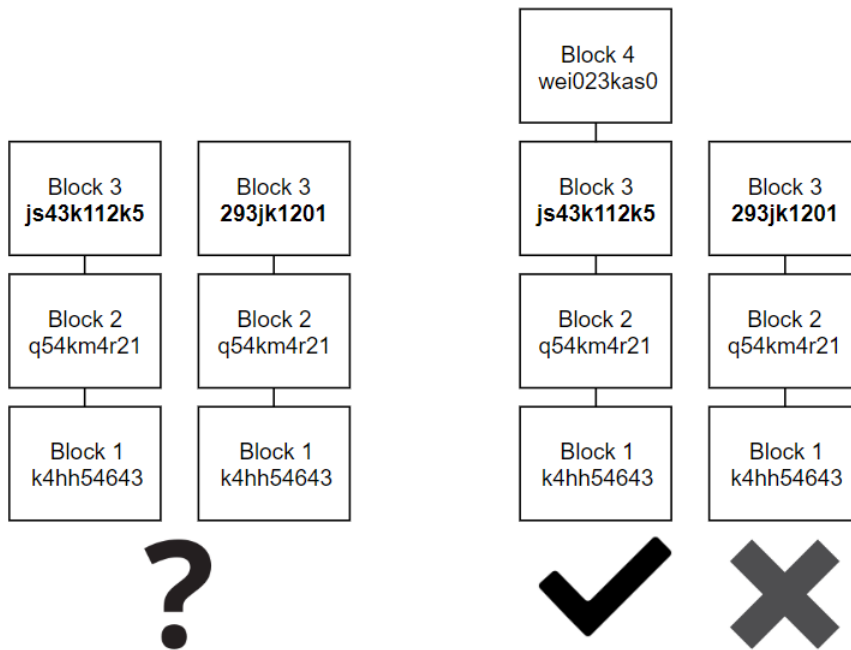 Block 4
wei023kas0
Block 3
js43k112k5
Block 3
293jk1201
Block 3
js43k112k5
Block 3
293jk1201
Block 2
q54km4r21
Block 2
q54km4r21
Block 2
q54km4r21
Block 2
q54km4r21
Block 1
k4hh54643
Block 1
k4hh54643
Block 1
k4hh54643
Block 1
k4hh54643
?